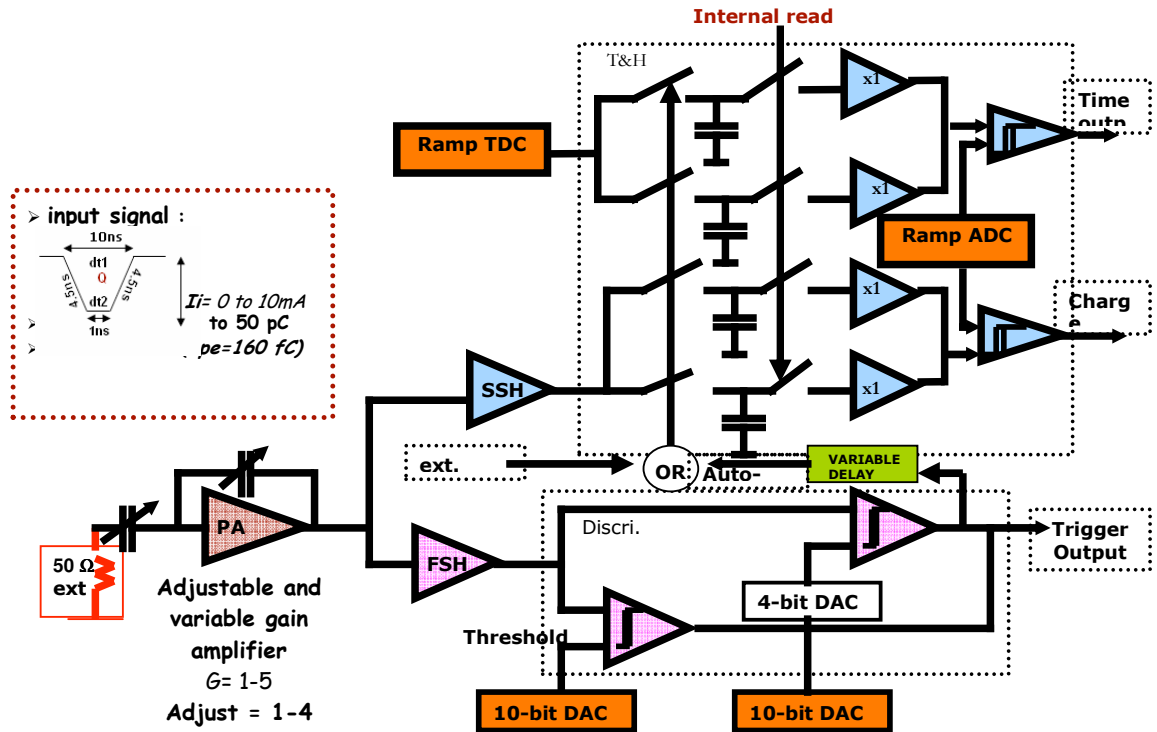 Internal read
T&H
x1
Time
Ramp TDC
x1
➢ input signal :
10ns
dt1
Q
4.5ns
4.5ns
dt2
1ns
Ii= 0 to 10mA
➢ to 50 pC
➢ pe=160 fC)
Ramp ADC
x1
Charg
SSH
x1
ext.
OR
Auto-
VARIABLE
DELAY
PA
50 Ω
ext
FSH
Discri.
Trigger
Output
Adjustable and
variable gain
amplifier
G= 1-5
Adjust = 1-4
4-bit DAC
Threshold
10-bit DAC
10-bit DAC